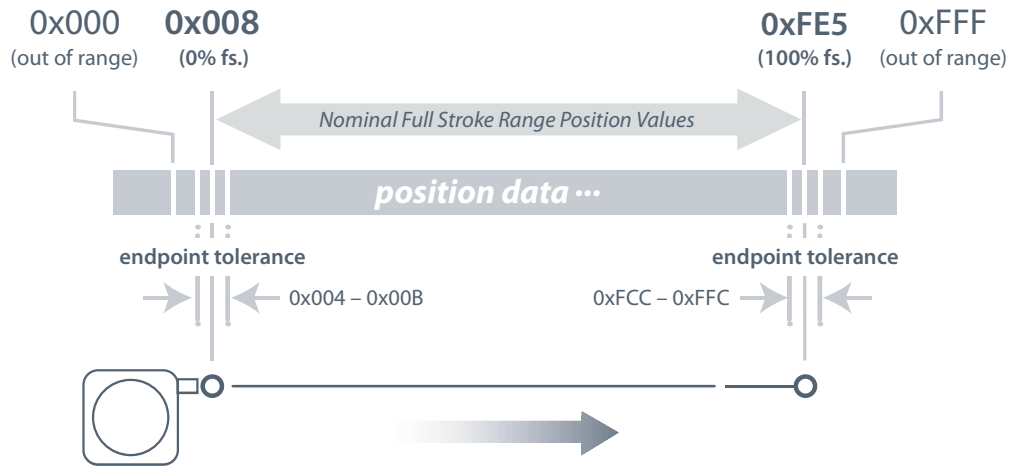 0x000 0x008 0xFE5 0xFFF
(out of range) (0% fs.) (100% fs.) (out of range)
Nominal Full Stroke Range Position Values
position data ···
endpoint tolerance endpoint tolerance
0x004 – 0x00B 0xFCC – 0xFFC